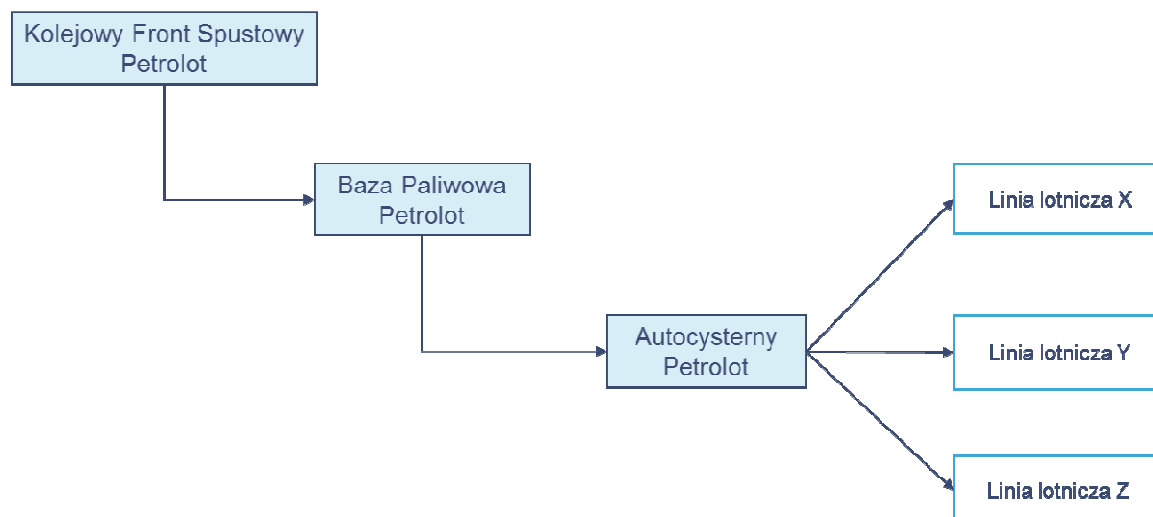 Kolejowy Front Spustowy
Petrolot
Baza Paliwowa
Petrolot
Linia lotnicza X
Autocysterny
Petrolot
Linia lotnicza Y
Linia lotnicza Z